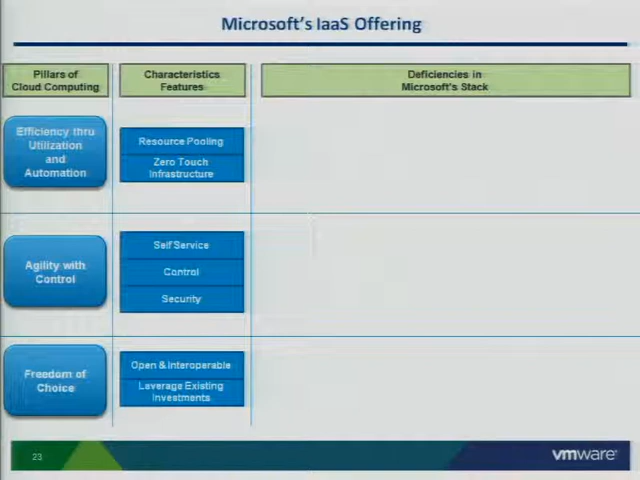 Microsoft's IaaS Offering
Pillars of
Cloud Computing
Characteristics
Features
Deficiencies in
Microsoft's Stack
Efficiency thru
Utilization
and
Automation
Resource Pooling
Zero Touch
Infrastructure
Agility with
Control
Self Service
Control
Security
Freedom of
Choice
Open & Interoperable
Leverage Existing
Investments
23
vmware